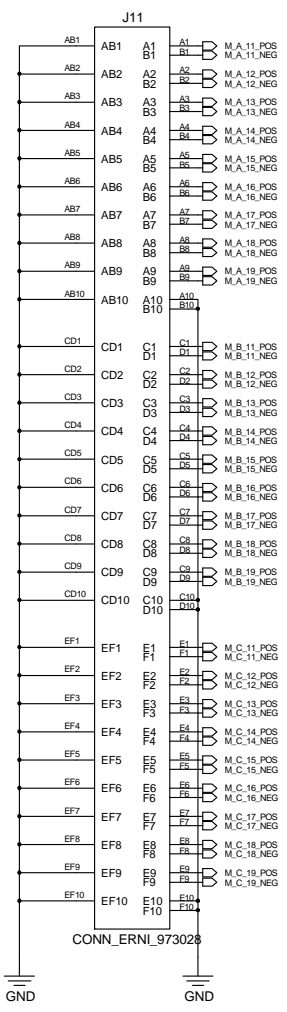 J11
AB1 AB1 A1 A1 M_A_11_POS
B1 B1 M_A_11_NEG
AB2 AB2 A2 A2 M_A_12_POS
B2 B2 M_A_12_NEG
AB3 AB3 A3 A3 M_A_13_POS
B3 B3 M_A_13_NEG
AB4 AB4 A4 A4 M_A_14_POS
B4 B4 M_A_14_NEG
AB5 AB5 A5 A5 M_A_15_POS
B5 B5 M_A_15_NEG
AB6 AB6 A6 A6 M_A_16_POS
B6 B6 M_A_16_NEG
AB7 AB7 A7 A7 M_A_17_POS
B7 B7 M_A_17_NEG
AB8 AB8 A8 A8 M_A_18_POS
B8 B8 M_A_18_NEG
AB9 AB9 A9 A9 M_A_19_POS
B9 B9 M_A_19_NEG
AB10 AB10 A10 A10
B10 B10
CD1 CD1 C1 C1 M_B_11_POS
D1 D1 M_B_11_NEG
CD2 CD2 C2 C2 M_B_12_POS
D2 D2 M_B_12_NEG
CD3 CD3 C3 C3 M_B_13_POS
D3 D3 M_B_13_NEG
CD4 CD4 C4 C4 M_B_14_POS
D4 D4 M_B_14_NEG
CD5 CD5 C5 C5 M_B_15_POS
D5 D5 M_B_15_NEG
CD6 CD6 C6 C6 M_B_16_POS
D6 D6 M_B_16_NEG
CD7 CD7 C7 C7 M_B_17_POS
D7 D7 M_B_17_NEG
CD8 CD8 C8 C8 M_B_18_POS
D8 D8 M_B_18_NEG
CD9 CD9 C9 C9 M_B_19_POS
D9 D9 M_B_19_NEG
CD10 CD10 C10 C10
D10 D10
EF1 EF1 E1 E1 M_C_11_POS
F1 F1 M_C_11_NEG
EF2 EF2 E2 E2 M_C_12_POS
F2 F2 M_C_12_NEG
EF3 EF3 E3 E3 M_C_13_POS
F3 F3 M_C_13_NEG
EF4 EF4 E4 E4 M_C_14_POS
F4 F4 M_C_14_NEG
EF5 EF5 E5 E5 M_C_15_POS
F5 F5 M_C_15_NEG
EF6 EF6 E6 E6 M_C_16_POS
F6 F6 M_C_16_NEG
EF7 EF7 E7 E7 M_C_17_POS
F7 F7 M_C_17_NEG
EF8 EF8 E8 E8 M_C_18_POS
F8 F8 M_C_18_NEG
EF9 EF9 E9 E9 M_C_19_POS
F9 F9 M_C_19_NEG
EF10 EF10 E10 E10
F10 F10
CONN_ERNI_973028
GND GND